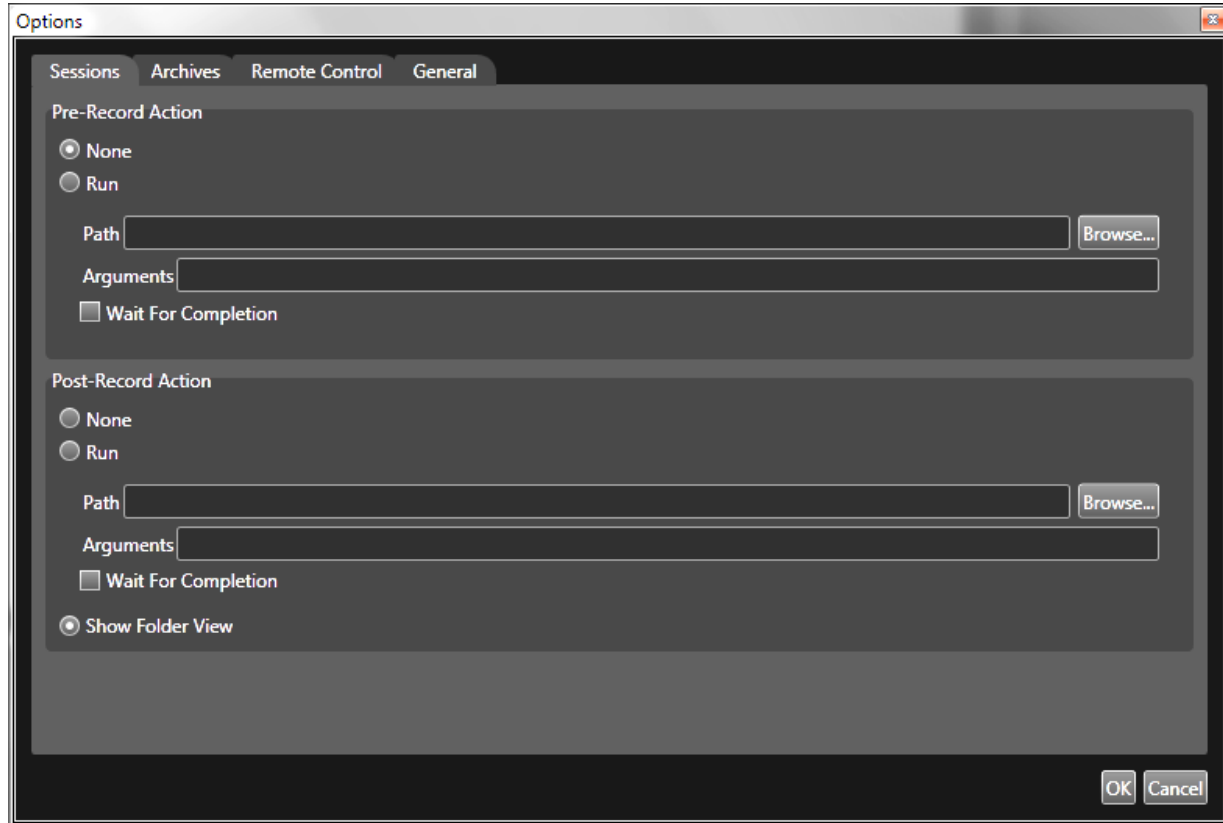 Options
Sessions Archives Remote Control General
Pre-Record Action
None
Run
Path Browse...
Arguments
Wait For Completion
Post-Record Action
None
Run
Path Browse...
Arguments
Wait For Completion
Show Folder View
OK Cancel